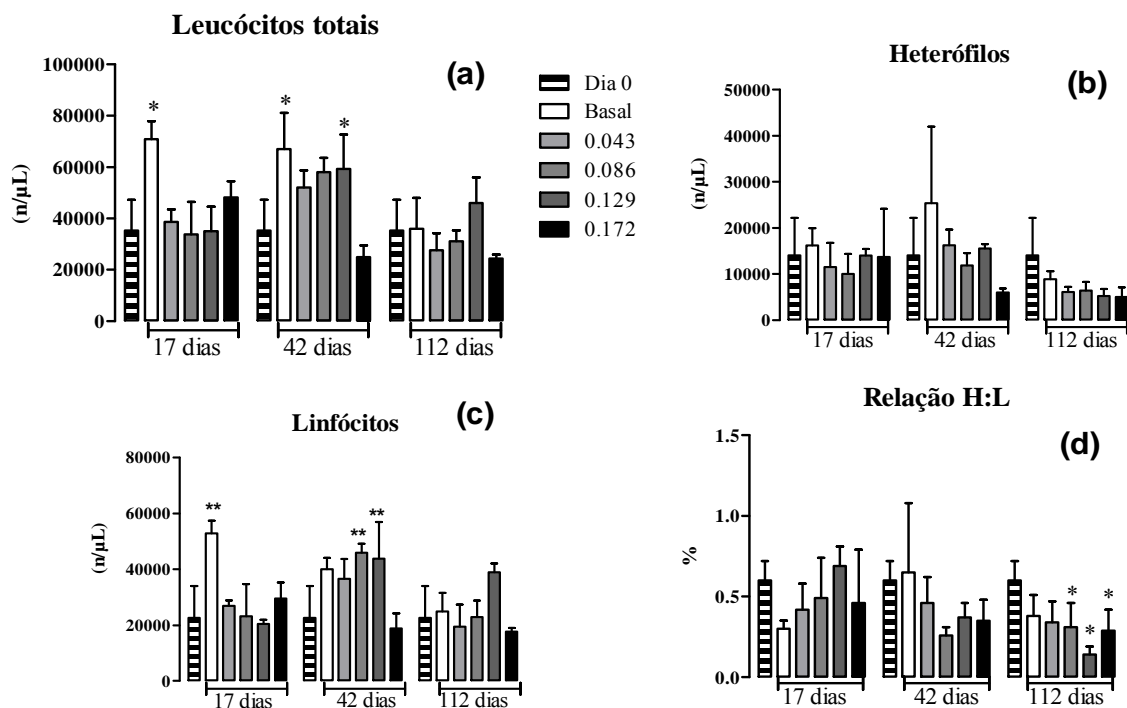 Leucócitos totais
(a)
100000
80000
60000
40000
20000
0
(n/µL)
* * *
17 dias 42 dias 112 dias
Dia 0
Basal
0.043
0.086
0.129
0.172
Heterófilos
(b)
50000
40000
30000
20000
10000
0
(n/µL)
17 dias 42 dias 112 dias
Linfócitos
(c)
80000
60000
40000
20000
0
(n/µL)
** ** **
17 dias 42 dias 112 dias
Relação H:L
(d)
1.5
1.0
0.5
0.0
%
* * *
17 dias 42 dias 112 dias